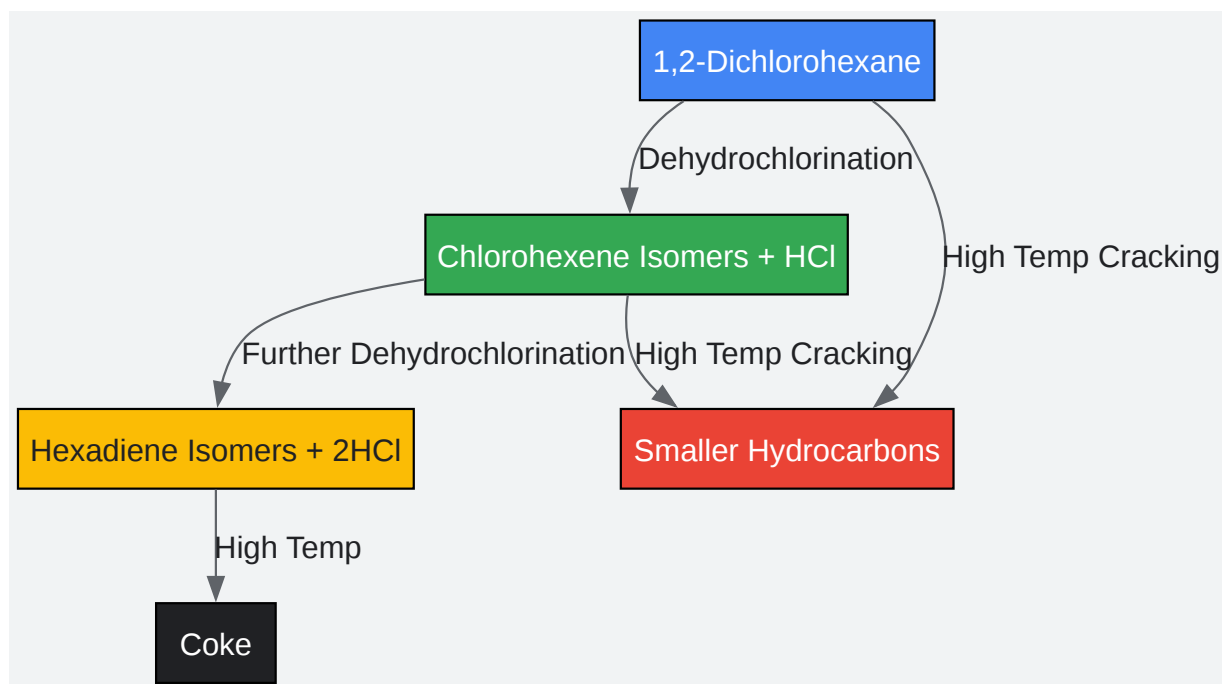 1,2-Dichlorohexane
Dehydrochlorination
Chlorohexene Isomers + HCl
High Temp Cracking
Further Dehydrochlorination
High Temp Cracking
Hexadiene Isomers + 2HCl
Smaller Hydrocarbons
High Temp
Coke